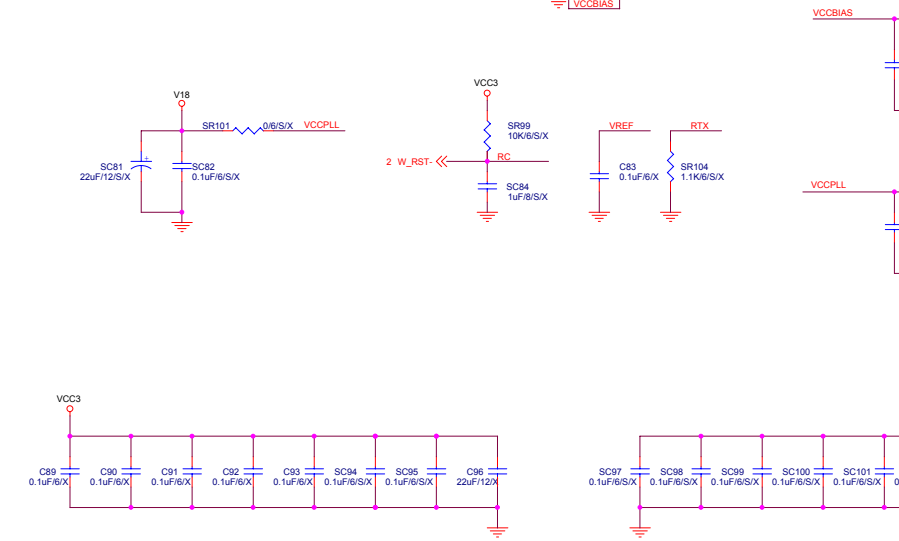 VCCBIAS
VCCBIAS
V18
SR101 0/6/S/X VCCPLL
SC81
22uF/12/S/X
SC82
0.1uF/6/S/X
VCC3
SR99
10K/6/S/X
2 W_RST-
RC
SC84
1uF/8/S/X
VREF
C83
0.1uF/6/X
RTX
SR104
1.1K/6/S/X
VCCPLL
VCC3
C89
0.1uF/6/X
C90
0.1uF/6/X
C91
0.1uF/6/X
C92
0.1uF/6/X
C93
0.1uF/6/X
SC94
0.1uF/6/S/X
SC95
0.1uF/6/S/X
C96
22uF/12/X
SC97
0.1uF/6/S/X
SC98
0.1uF/6/S/X
SC99
0.1uF/6/S/X
SC100
0.1uF/6/S/X
SC101
0.1uF/6/S/X